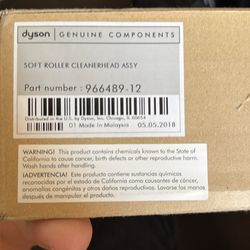 dyson GENUINE COMPONENTS
SOFT ROLLER CLEANERHEAD ASSY
Part number : 966489-12
Distributed in the U.S. by Dyson, Inc. Chicago, IL 60654
01 Made in Malaysia 05.05.2018
WARNING! This product contains chemicals known to the State of
California to cause cancer, birth defects or other reproductive harm.
Wash hands after handling.
¡ADVERTENCIA! Este producto contiene sustancias químicas
reconocidas por el estado de California como causantes de cáncer,
anomalías congénitas y otros daños reproductivo. Lavarse las manos
después de manipular el producto.